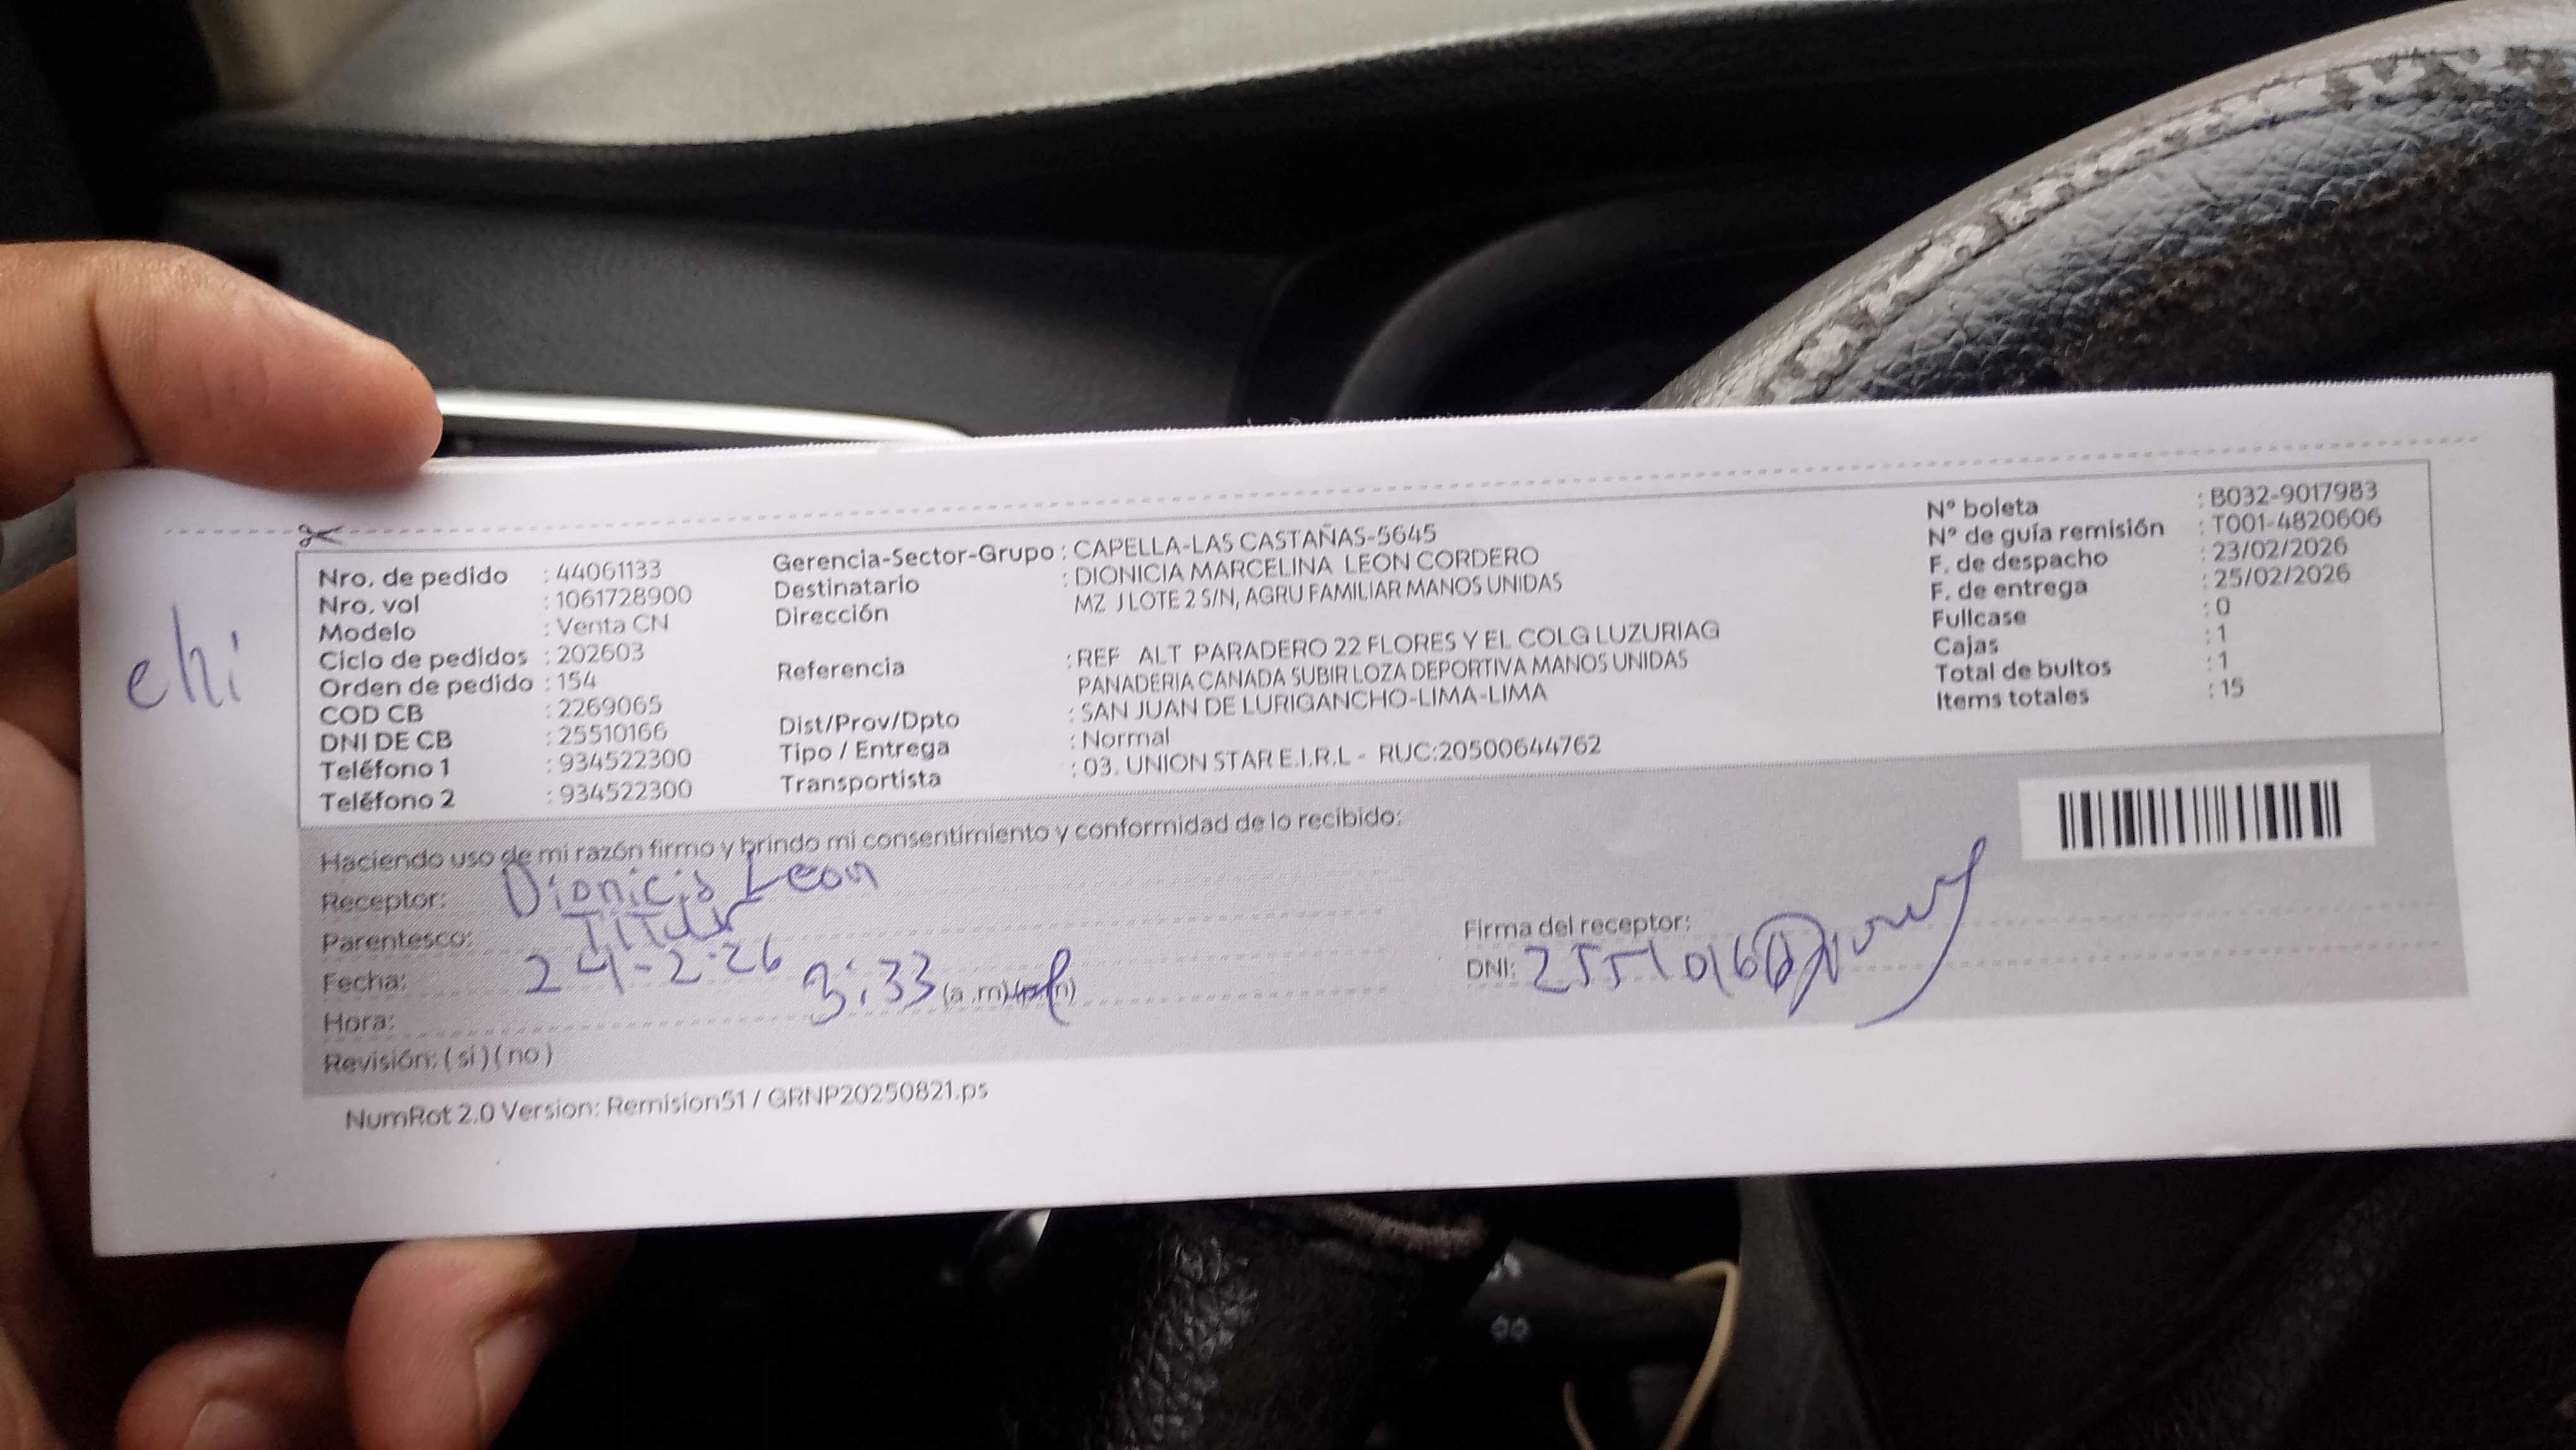 ehi
Nro. de pedido : 44061133
Nro. vol : 1061728900
Modelo : Venta CN
Ciclo de pedidos : 202603
Orden de pedido : 154
COD CB : 2269065
DNI DE CB : 25510166
Teléfono 1 : 934522300
Teléfono 2 : 934522300
Gerencia-Sector-Grupo : CAPELLA-LAS CASTAÑAS-5645
Destinatario : DIONICIA MARCELINA LEON CORDERO
Dirección MZ J LOTE 2 S/N, AGRU FAMILIAR MANOS UNIDAS
Referencia : REF ALT PARADERO 22 FLORES Y EL COLG LUZURIAG
PANADERIA CANADA SUBIR LOZA DEPORTIVA MANOS UNIDAS
Dist/Prov/Dpto : SAN JUAN DE LURIGANCHO-LIMA-LIMA
Tipo / Entrega : Normal
Transportista : 03. UNION STAR E.I.R.L - RUC:20500644762
N° boleta : B032-9017983
N° de guía remisión : T001-4820606
F. de despacho : 23/02/2026
F. de entrega : 25/02/2026
Fullcase : 0
Cajas : 1
Total de bultos : 1
Items totales : 15
Haciendo uso de mi razón firmo y brindo mi consentimiento y conformidad de lo recibido:
Receptor: Dionicia Leon
Parentesco: Titular
Fecha: 24-2-26
Hora: 3:33 (a.m)
Revisión: (si) (no)
Firma del receptor:
DNI: 25510166
NumRot 2.0 Version: Remision51 / GRNP20250821.ps